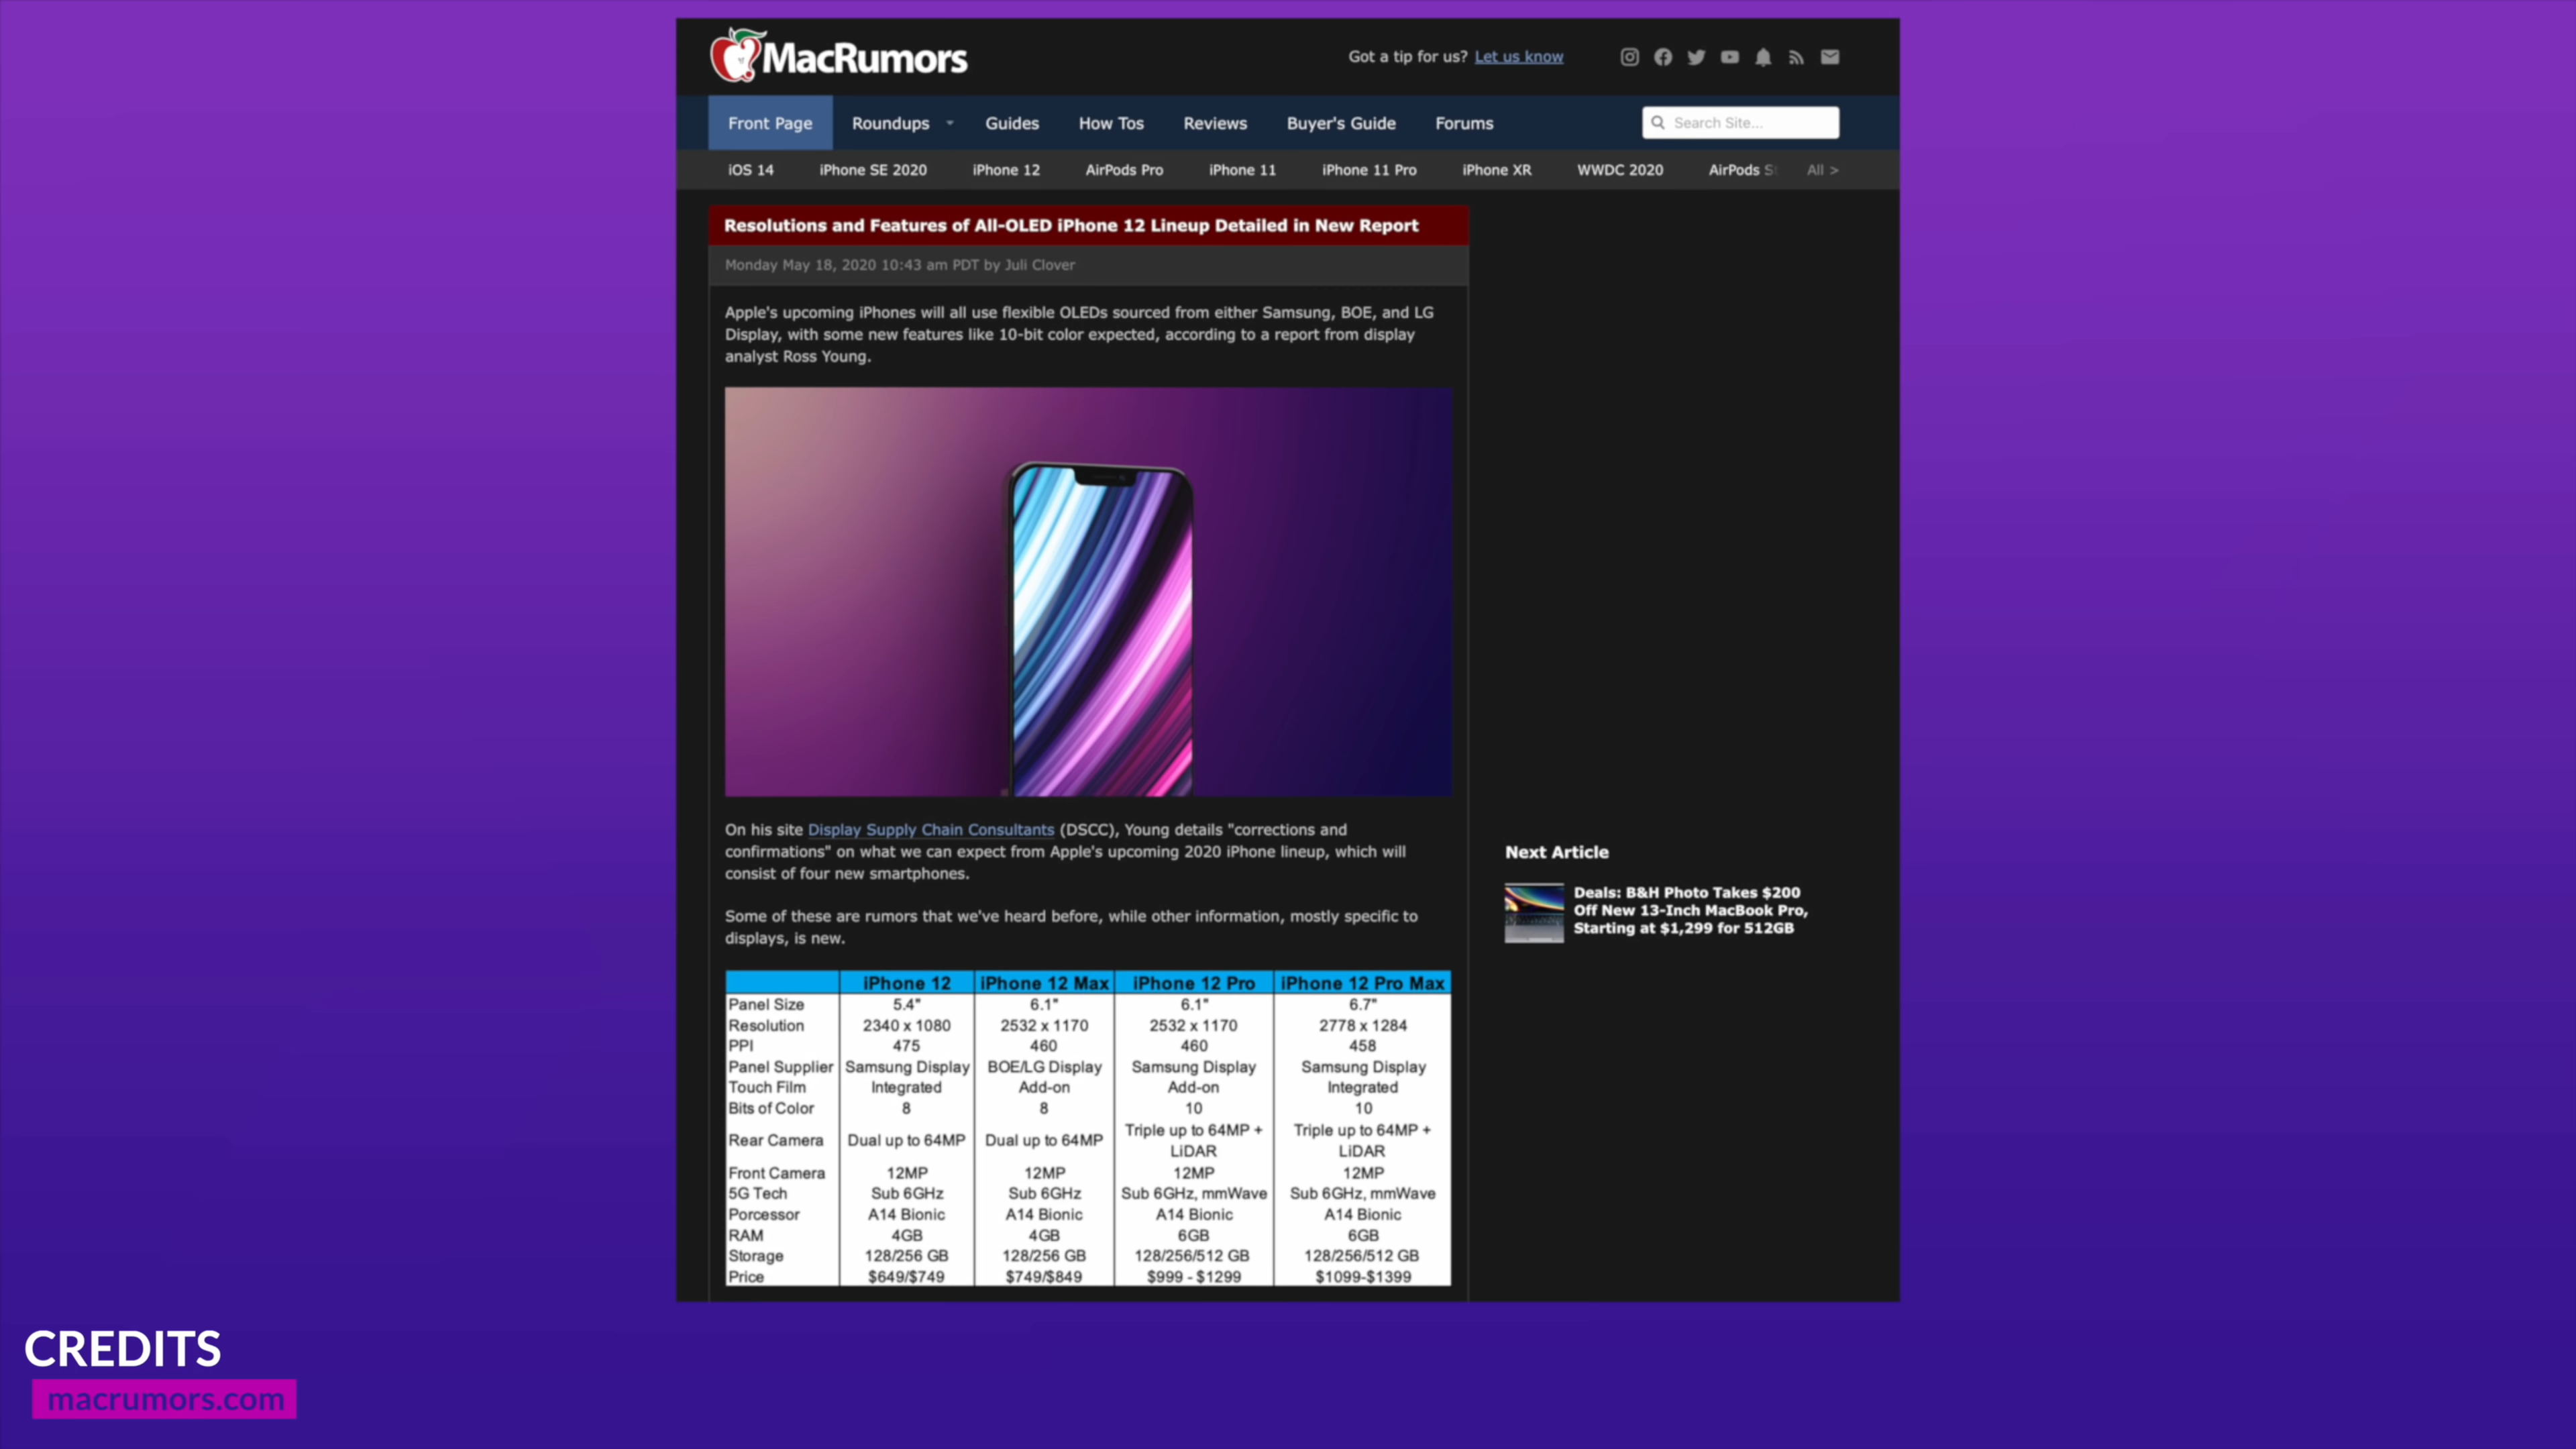 MacRumors
Got a tip for us? Let us know
Front Page Roundups Guides How Tos Reviews Buyer's Guide Forums Search Site...
iOS 14 iPhone SE 2020 iPhone 12 AirPods Pro iPhone 11 iPhone 11 Pro iPhone XR WWDC 2020 AirPods All >
Resolutions and Features of All-OLED iPhone 12 Lineup Detailed in New Report
Monday May 18, 2020 10:43 am PDT by Juli Clover
Apple's upcoming iPhones will all use flexible OLEDs sourced from either Samsung, BOE, and LG
Display, with some new features like 10-bit color expected, according to a report from display
analyst Ross Young.
On his site Display Supply Chain Consultants (DSCC), Young details "corrections and
confirmations" on what we can expect from Apple's upcoming 2020 iPhone lineup, which will
consist of four new smartphones.
Some of these are rumors that we've heard before, while other information, mostly specific to
displays, is new.
iPhone 12 iPhone 12 Max iPhone 12 Pro iPhone 12 Pro Max
Panel Size 5.4" 6.1" 6.1" 6.7"
Resolution 2340 x 1080 2532 x 1170 2532 x 1170 2778 x 1284
PPI 475 460 460 458
Panel Supplier Samsung Display BOE/LG Display Samsung Display Samsung Display
Touch Film Integrated Add-on Add-on Integrated
Bits of Color 8 8 10 10
Rear Camera Dual up to 64MP Dual up to 64MP Triple up to 64MP + LiDAR Triple up to 64MP + LiDAR
Front Camera 12MP 12MP 12MP 12MP
5G Tech Sub 6GHz Sub 6GHz Sub 6GHz, mmWave Sub 6GHz, mmWave
Porcessor A14 Bionic A14 Bionic A14 Bionic A14 Bionic
RAM 4GB 4GB 6GB 6GB
Storage 128/256 GB 128/256 GB 128/256/512 GB 128/256/512 GB
Price $649/$749 $749/$849 $999 - $1299 $1099-$1399
Next Article
Deals: B&H Photo Takes $200
Off New 13-Inch MacBook Pro,
Starting at $1,299 for 512GB
CREDITS
macrumors.com